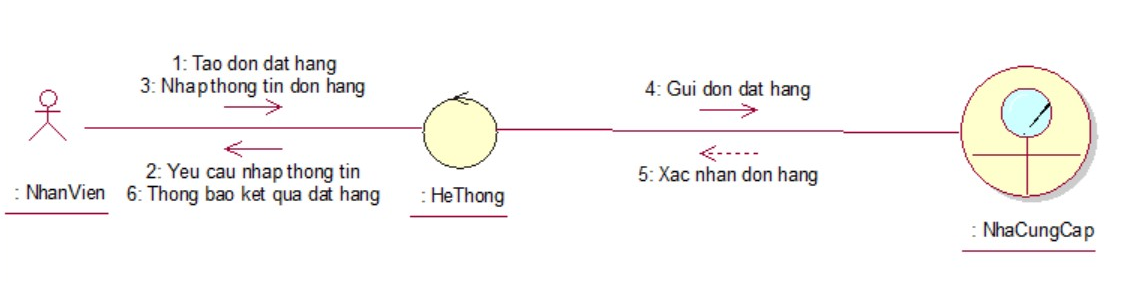 1: Tao don dat hang
3: Nhap thong tin don hang
2: Yeu cau nhap thong tin
6: Thong bao ket qua dat hang
: NhanVien
: HeThong
4: Gui don dat hang
5: Xac nhan don hang
: NhaCungCap